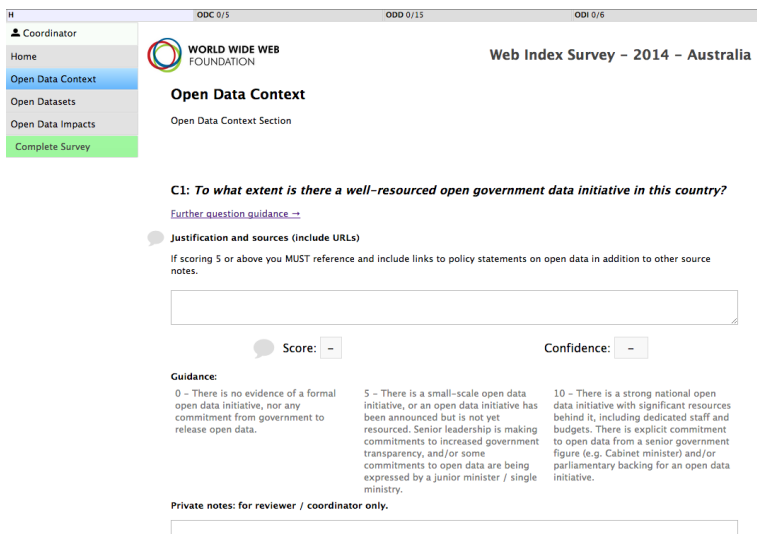 H
ODC 0/5
ODD 0/15
ODI 0/6
Coordinator
Home
Open Data Context
Open Datasets
Open Data Impacts
Complete Survey
WORLD WIDE WEB
FOUNDATION
Web Index Survey – 2014 – Australia
Open Data Context
Open Data Context Section
C1: To what extent is there a well-resourced open government data initiative in this country?
Further question guidance →
Justification and sources (include URLs)
If scoring 5 or above you MUST reference and include links to policy statements on open data in addition to other source
notes.
Score: –
Confidence: –
Guidance:
0 – There is no evidence of a formal
open data initiative, nor any
commitment from government to
release open data.
5 – There is a small-scale open data
initiative, or an open data initiative has
been announced but is not yet
resourced. Senior leadership is making
commitments to increased government
transparency, and/or some
commitments to open data are being
expressed by a junior minister / single
ministry.
10 – There is a strong national open
data initiative with significant resources
behind it, including dedicated staff and
budgets. There is explicit commitment
to open data from a senior government
figure (e.g. Cabinet minister) and/or
parliamentary backing for an open data
initiative.
Private notes: for reviewer / coordinator only.